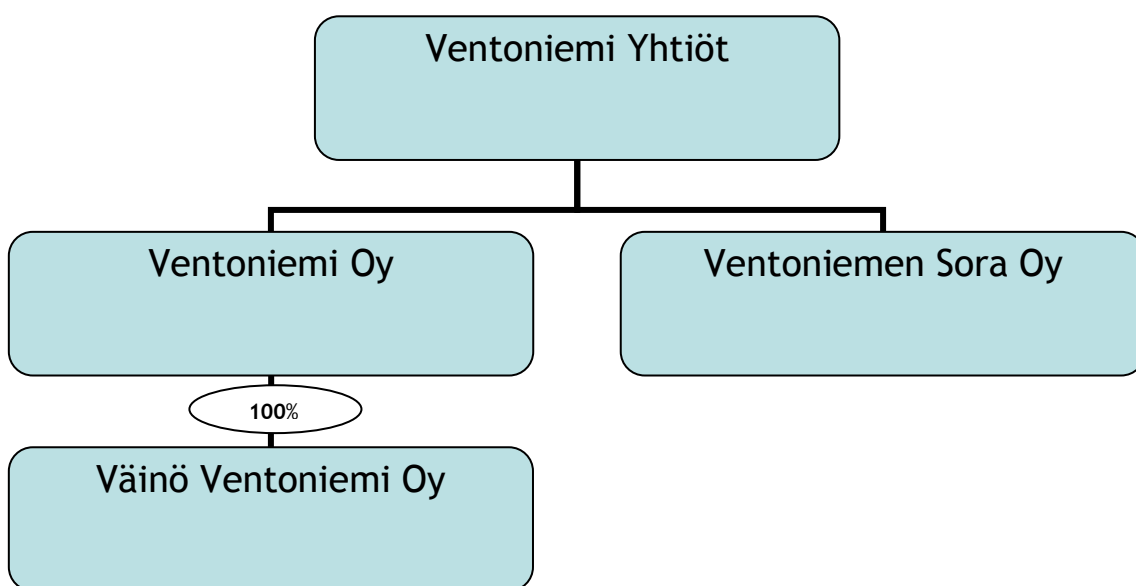 Ventoniemi Yhtiöt
Ventoniemi Oy
Ventoniemen Sora Oy
100%
Väinö Ventoniemi Oy